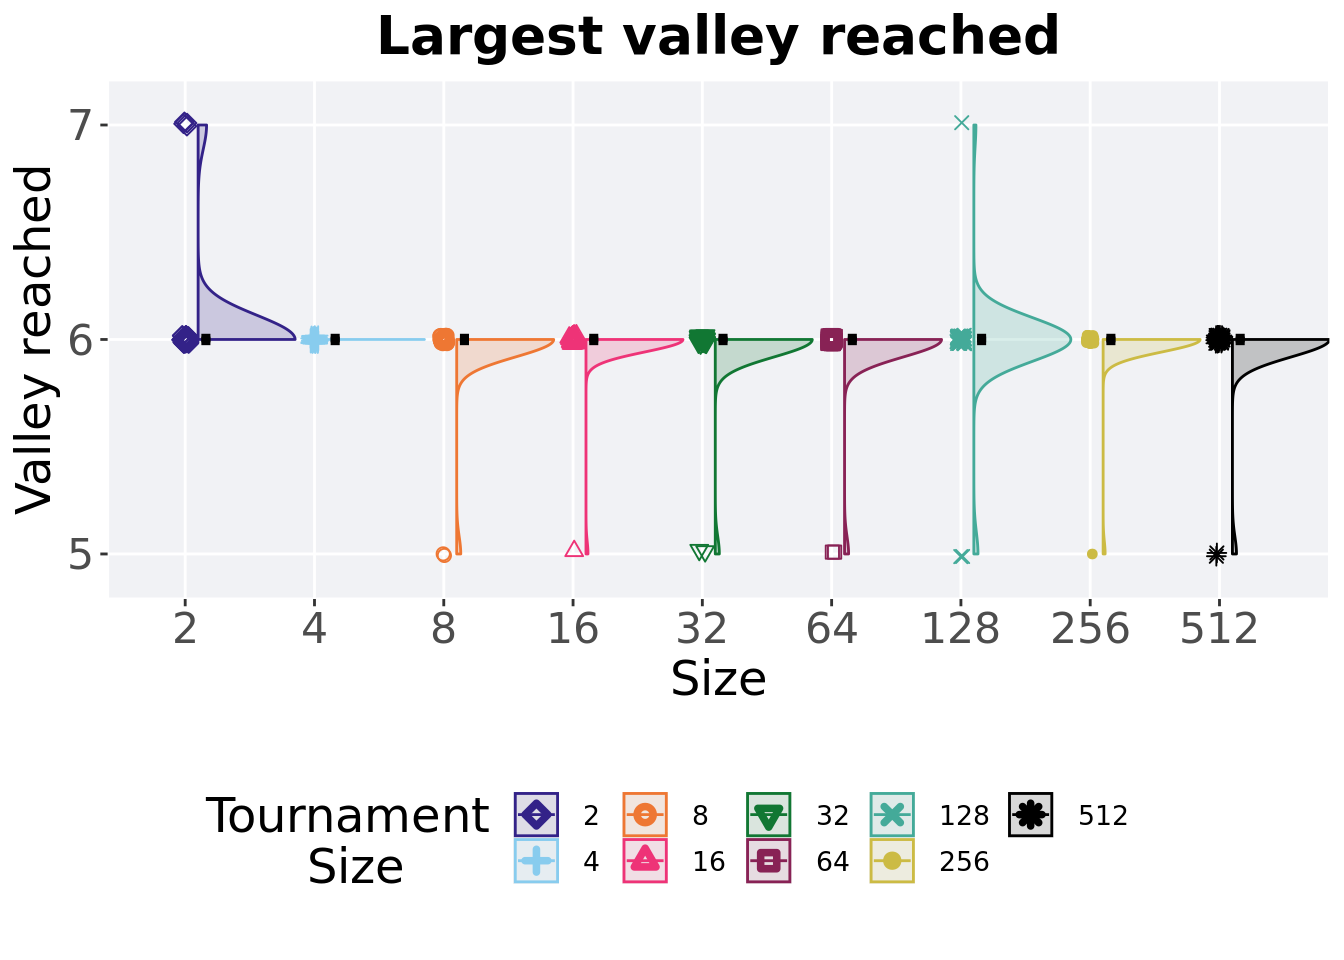 Largest valley reached
Valley reached
7
6
5
2 4 8 16 32 64 128 256 512
Size
Tournament Size
2 8 32 128 512
4 16 64 256